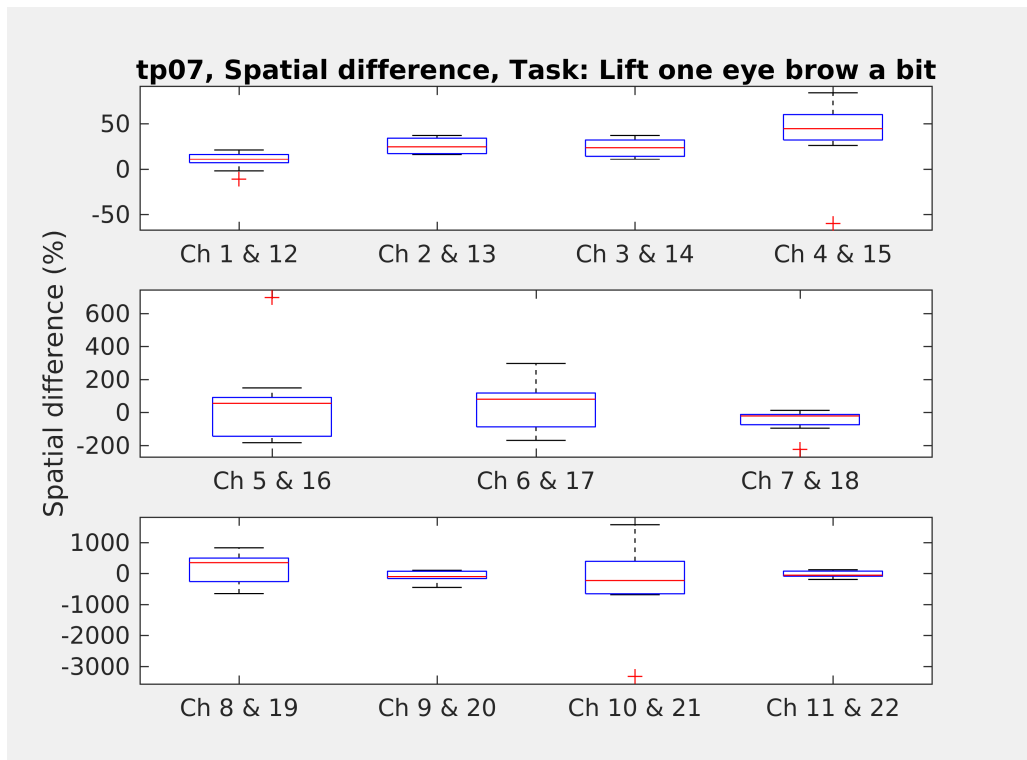 tp07, Spatial difference, Task: Lift one eye brow a bit
Spatial difference (%)
50
0
-50
Ch 1 & 12 Ch 2 & 13 Ch 3 & 14 Ch 4 & 15
600
400
200
0
-200
Ch 5 & 16 Ch 6 & 17 Ch 7 & 18
1000
0
-1000
-2000
-3000
Ch 8 & 19 Ch 9 & 20 Ch 10 & 21 Ch 11 & 22